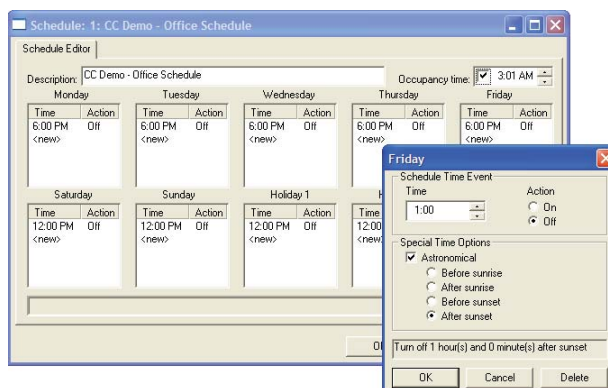 Schedule: 1: CC Demo - Office Schedule
Schedule Editor
Description: CC Demo - Office Schedule Occupancy time: 3:01 AM
Monday Tuesday Wednesday Thursday Friday
Time Action Time Action Time Action Time Action Time Action
6:00 PM Off 6:00 PM Off 6:00 PM Off 6:00 PM Off 6:00 PM Off
<new> <new> <new> <new> <new>
Saturday Sunday Holiday 1
Time Action Time Action Time Action Time
12:00 PM Off 12:00 PM Off 12:00 PM Off 12:00
<new> <new> <new> <new>
Friday
Schedule Time Event
Time Action
1:00 On
Off
Special Time Options
Astronomical
Before sunrise
After sunrise
Before sunset
After sunset
Turn off 1 hour(s) and 0 minute(s) after sunset
OK Cancel Delete